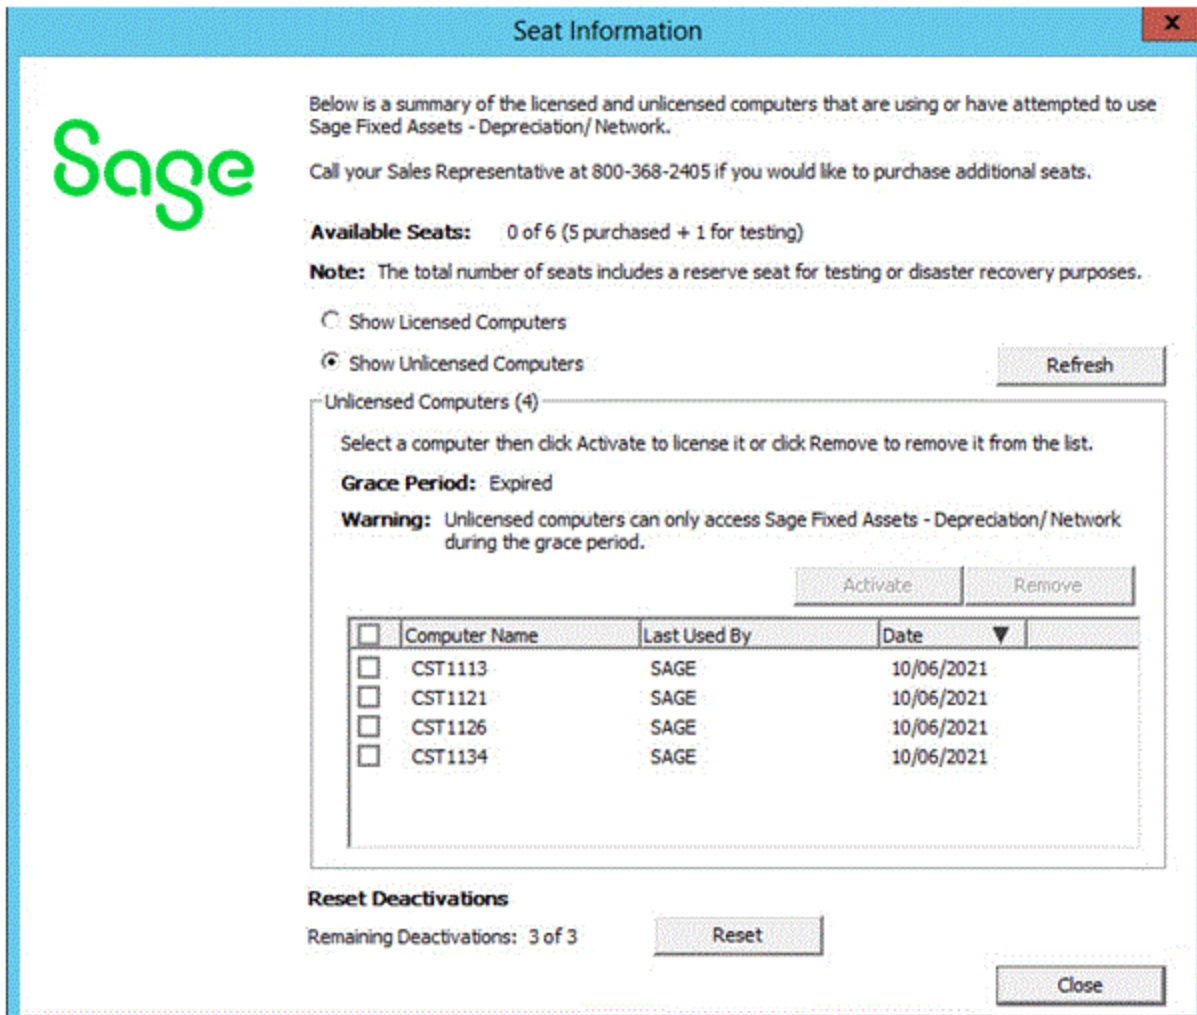 Seat Information
x
Sage
Below is a summary of the licensed and unlicensed computers that are using or have attempted to use
Sage Fixed Assets - Depreciation/ Network.
Call your Sales Representative at 800-368-2405 if you would like to purchase additional seats.
Available Seats: 0 of 6 (5 purchased + 1 for testing)
Note: The total number of seats includes a reserve seat for testing or disaster recovery purposes.
Show Licensed Computers
Show Unlicensed Computers
Refresh
Unlicensed Computers (4)
Select a computer then click Activate to license it or click Remove to remove it from the list.
Grace Period: Expired
Warning: Unlicensed computers can only access Sage Fixed Assets - Depreciation/ Network
during the grace period.
Activate Remove
Computer Name Last Used By Date
CST1113 SAGE 10/06/2021
CST1121 SAGE 10/06/2021
CST1126 SAGE 10/06/2021
CST1134 SAGE 10/06/2021
Reset Deactivations
Remaining Deactivations: 3 of 3 Reset
Close